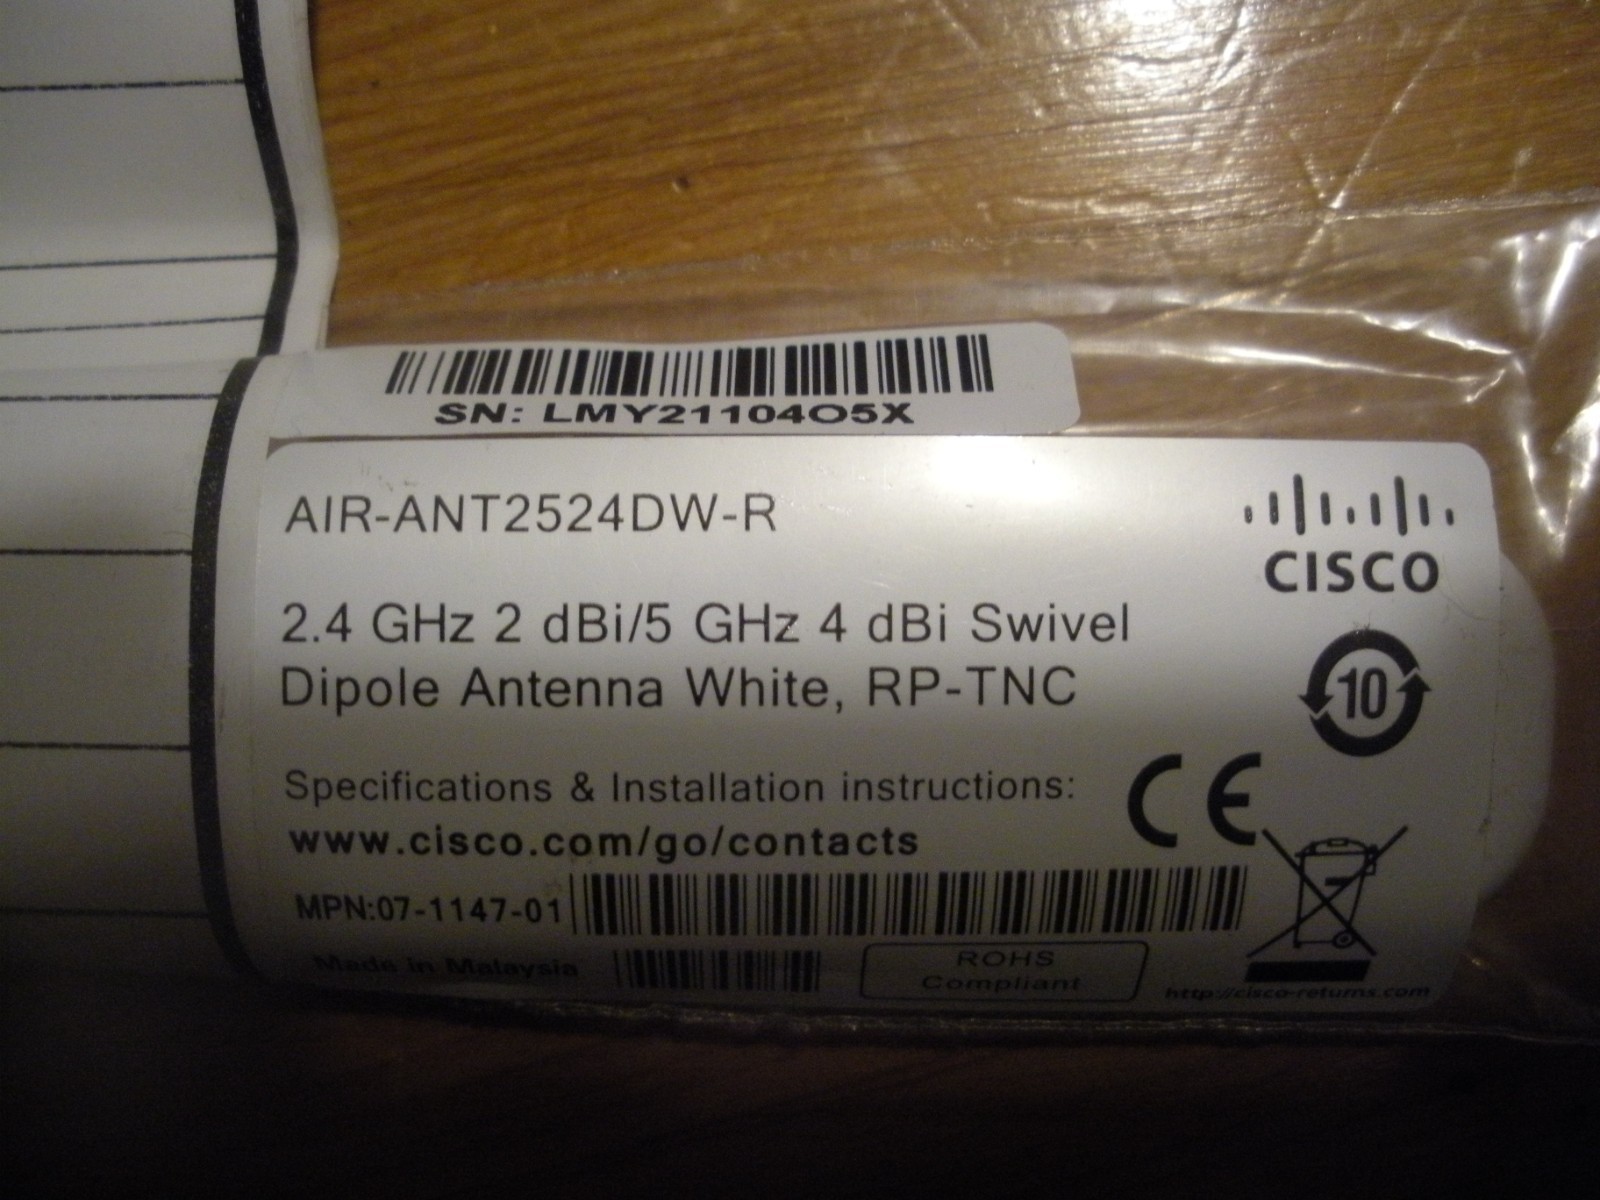 SN: LMY21104O5X
AIR-ANT2524DW-R
CISCO
2.4 GHz 2 dBi/5 GHz 4 dBi Swivel
Dipole Antenna White, RP-TNC
10
Specifications & Installation instructions:
CE
www.cisco.com/go/contacts
MPN:07-1147-01
Made in Malaysia
ROHS
Compliant
http://cisco-returns.com